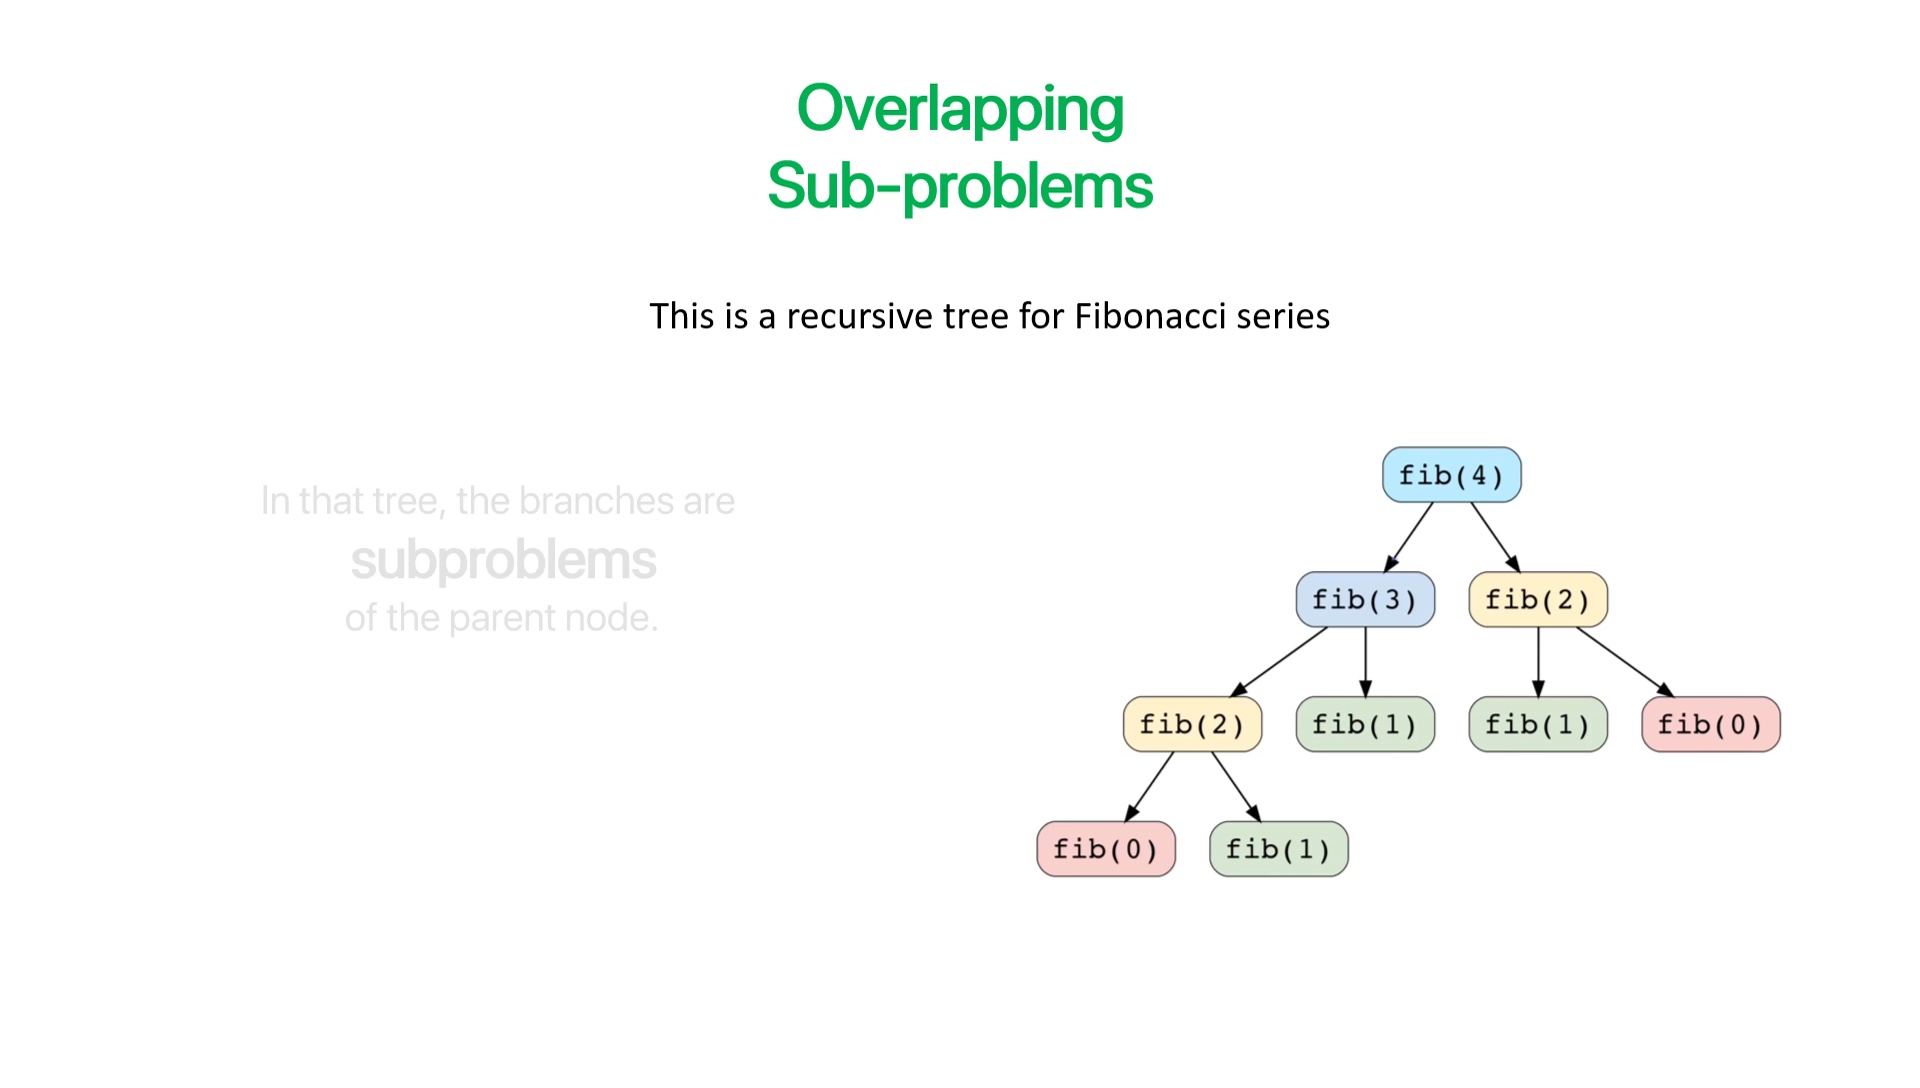 Overlapping
Sub-problems
This is a recursive tree for Fibonacci series
In that tree, the branches are
subproblems
of the parent node.
fib(4)
fib(3) fib(2)
fib(2) fib(1) fib(1) fib(0)
fib(0) fib(1)